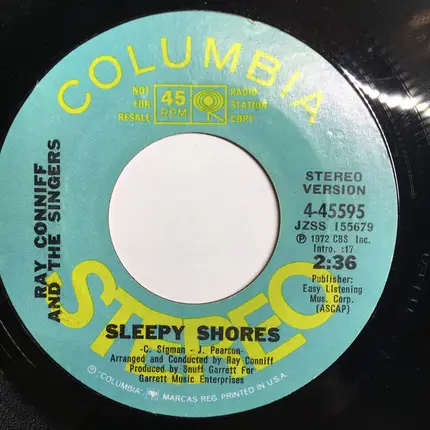 COLUMBIA
NOT
FOR
RESALE
45
RPM
RADIO
STATION
COPY
RAY CONNIFF
AND THE SINGERS
STEREO
VERSION
4-45595
JZSS 155679
Ⓟ 1972 CBS Inc.
Intro. :17
2:36
Publisher:
Easy Listening
Mus. Corp.
(ASCAP)
STEREO
SLEEPY SHORES
-C. Sigman - J. Pearson-
Arranged and Conducted by Ray Conniff
Produced by Snuff Garrett For
Garrett Music Enterprises
© "COLUMBIA", MARCAS REG. PRINTED IN U.S.A.